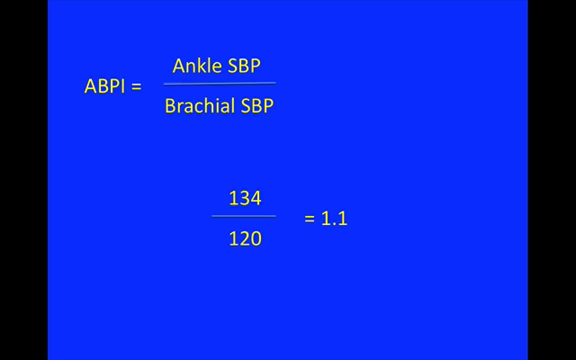 Ankle SBP
ABPI =
Brachial SBP
134
= 1.1
120